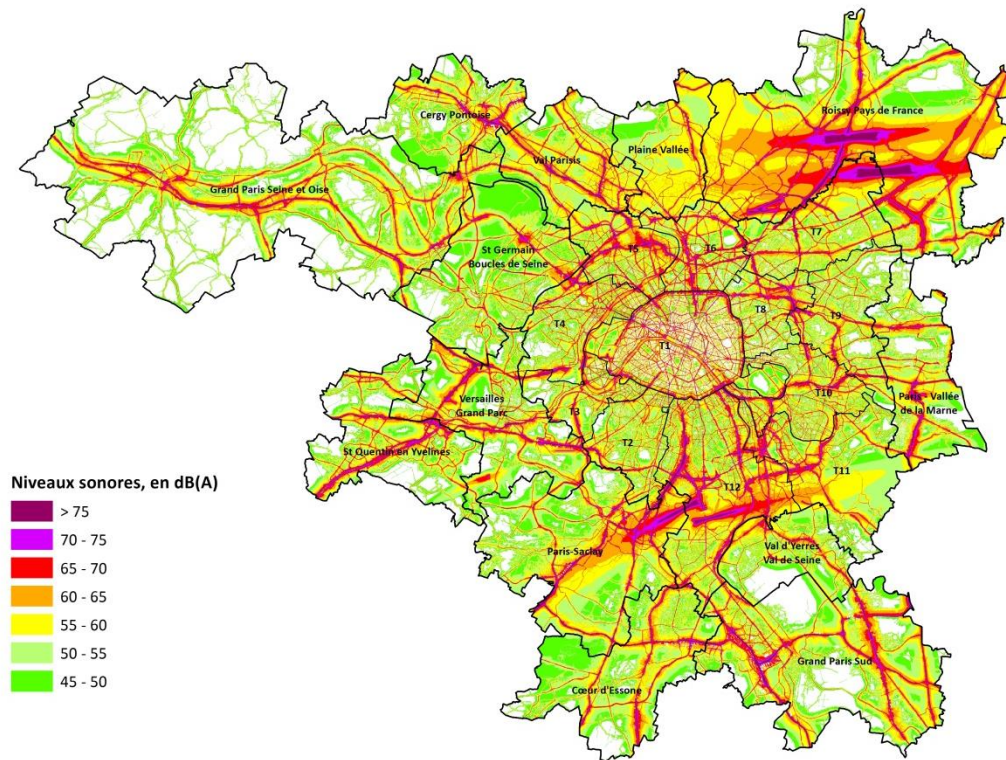 Roissy Pays de France
Cergy Pontoise
Val Parisis
Plaine Vallée
Grand Paris Seine et Oise
St Germain
Boucles de Seine
T5
T6
T7
T4
T1
T8
T9
Versailles
Grand Parc
T3
T2
T10
Paris - Vallée
de la Marne
St Quentin en Yvelines
T11
T12
Paris-Saclay
Val d'Yerres
Val de Seine
Grand Paris Sud
Cœur d'Essone
Niveaux sonores, en dB(A)
> 75
70 - 75
65 - 70
60 - 65
55 - 60
50 - 55
45 - 50